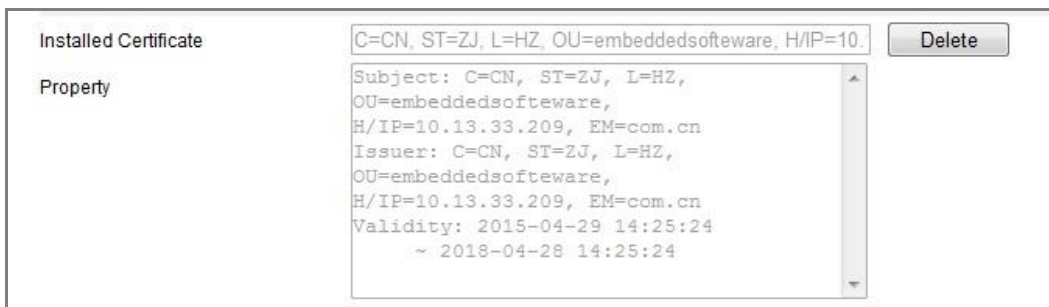 Installed Certificate
C=CN, ST=ZJ, L=HZ, OU=embeddedsofteware, H/IP=10.
Delete
Property
Subject: C=CN, ST=ZJ, L=HZ,
OU=embeddedsofteware,
H/IP=10.13.33.209, EM=com.cn
Issuer: C=CN, ST=ZJ, L=HZ,
OU=embeddedsofteware,
H/IP=10.13.33.209, EM=com.cn
Validity: 2015-04-29 14:25:24
~ 2018-04-28 14:25:24